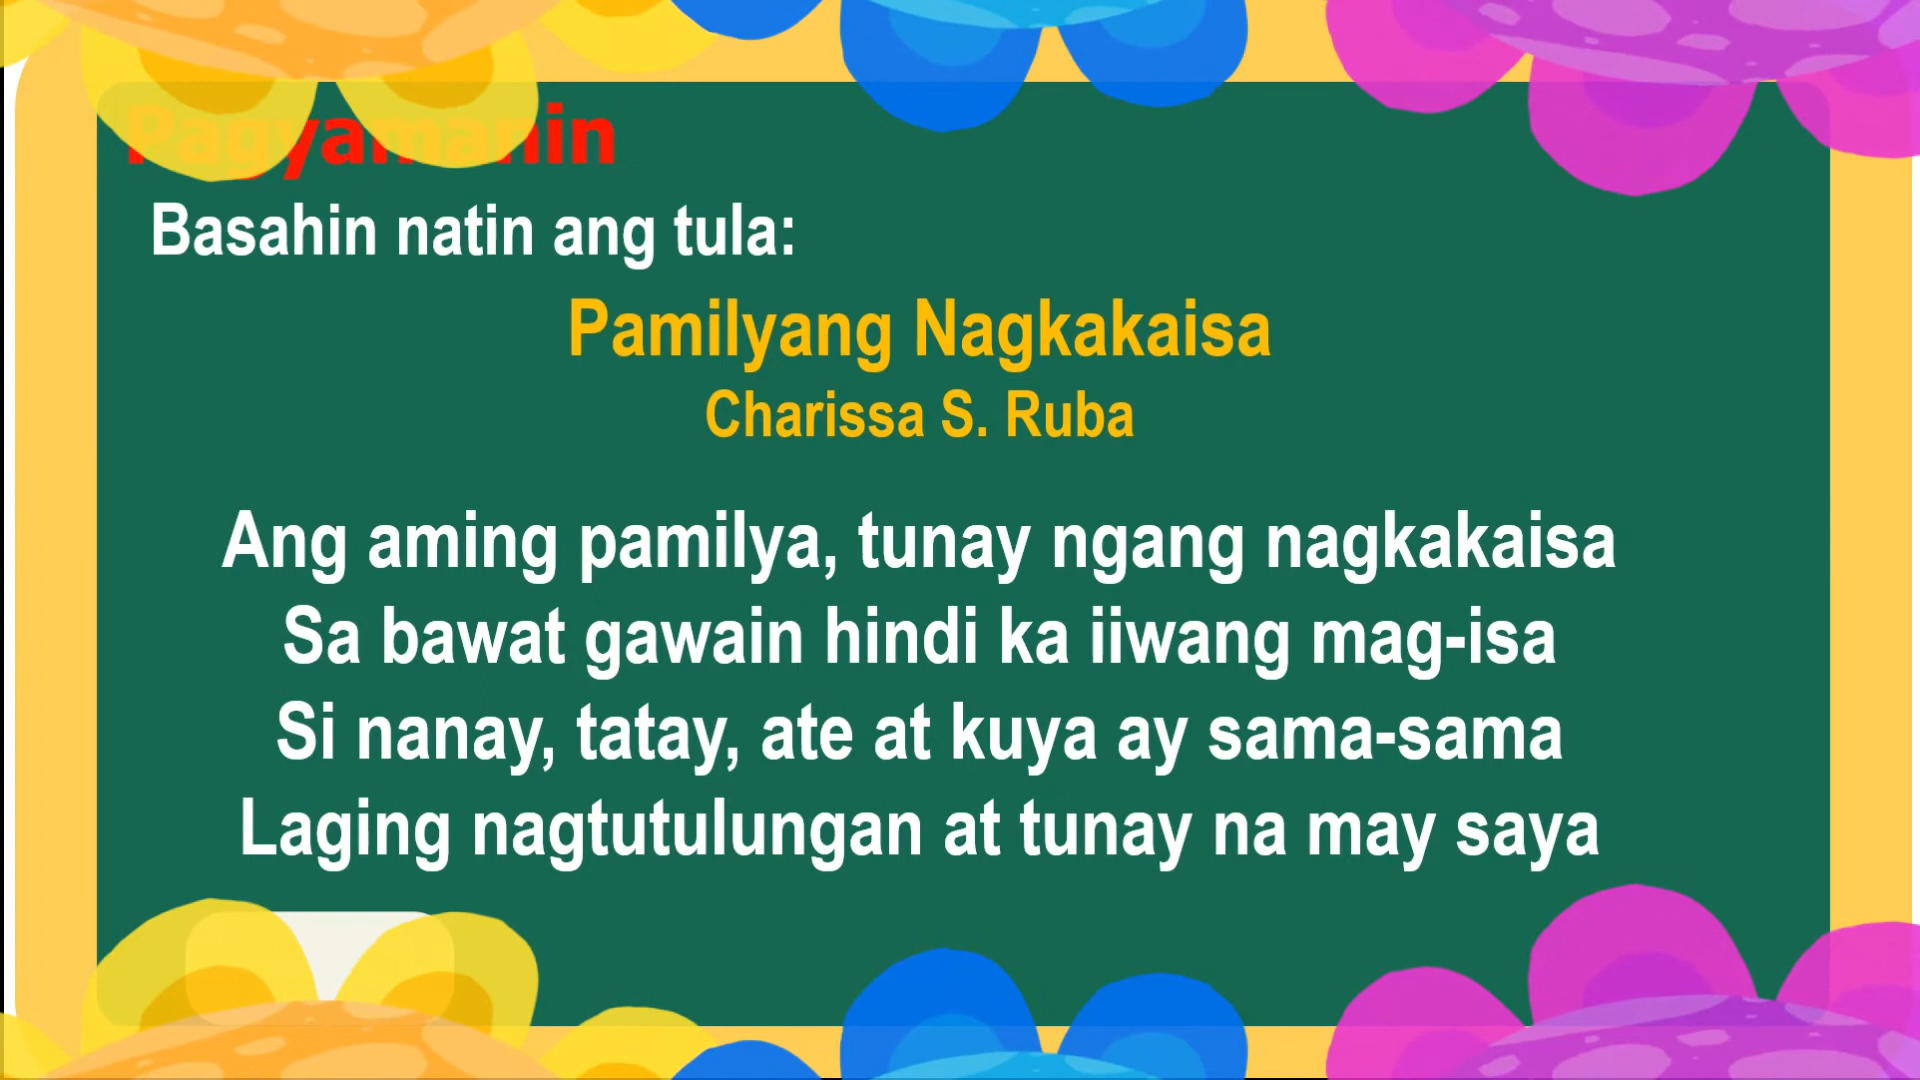 Pagyamanin
Basahin natin ang tula:
Pamilyang Nagkakaisa
Charissa S. Ruba
Ang aming pamilya, tunay ngang nagkakaisa
Sa bawat gawain hindi ka iiwang mag-isa
Si nanay, tatay, ate at kuya ay sama-sama
Laging nagtutulungan at tunay na may saya